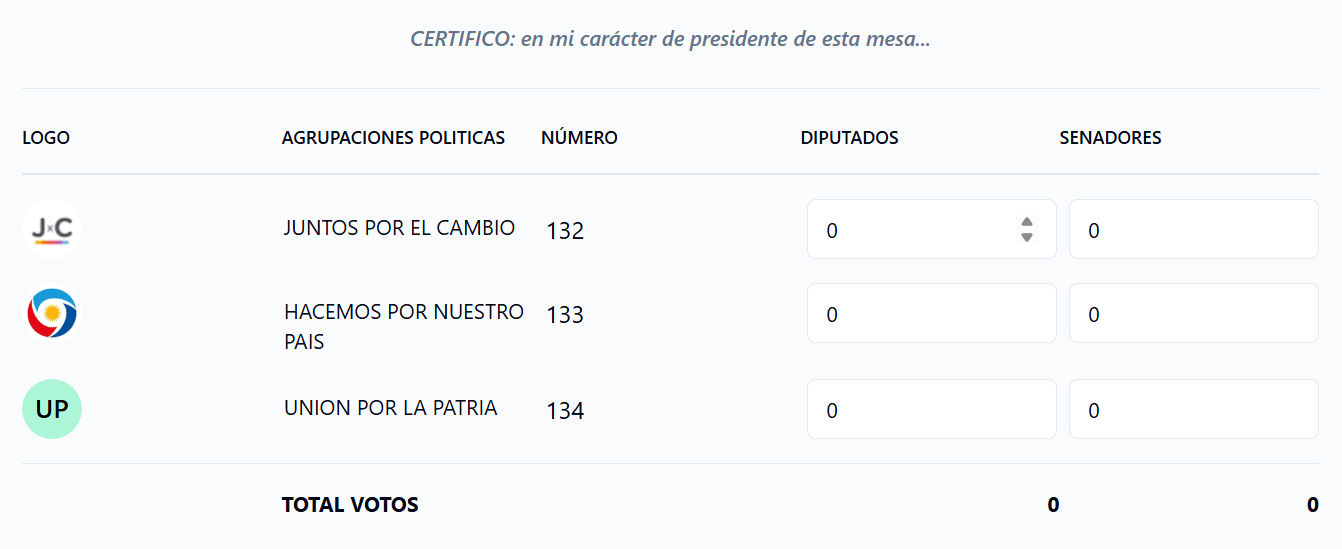 CERTIFICO: en mi carácter de presidente de esta mesa...
LOGO AGRUPACIONES POLITICAS NÚMERO DIPUTADOS SENADORES
JxC JUNTOS POR EL CAMBIO 132 0 0
HACEMOS POR NUESTRO 133 0 0
PAIS
UP UNION POR LA PATRIA 134 0 0
TOTAL VOTOS 0 0